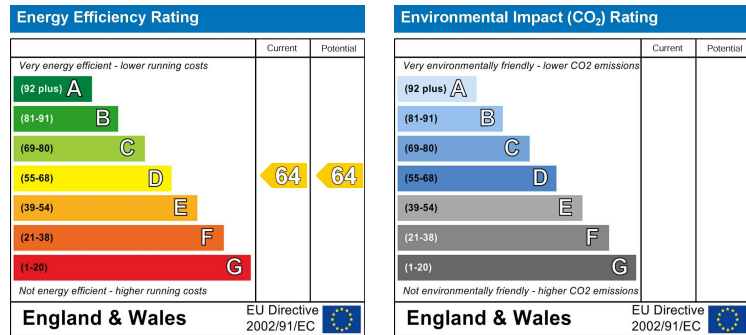 Energy Efficiency Rating
Current Potential
Very energy efficient - lower running costs
(92 plus) A
(81-91) B
(69-80) C
(55-68) D 64 64
(39-54) E
(21-38) F
(1-20) G
Not energy efficient - higher running costs
England & Wales
EU Directive
2002/91/EC
Environmental Impact (CO₂) Rating
Current Potential
Very environmentally friendly - lower CO2 emissions
(92 plus) A
(81-91) B
(69-80) C
(55-68) D
(39-54) E
(21-38) F
(1-20) G
Not environmentally friendly - higher CO2 emissions
England & Wales
EU Directive
2002/91/EC